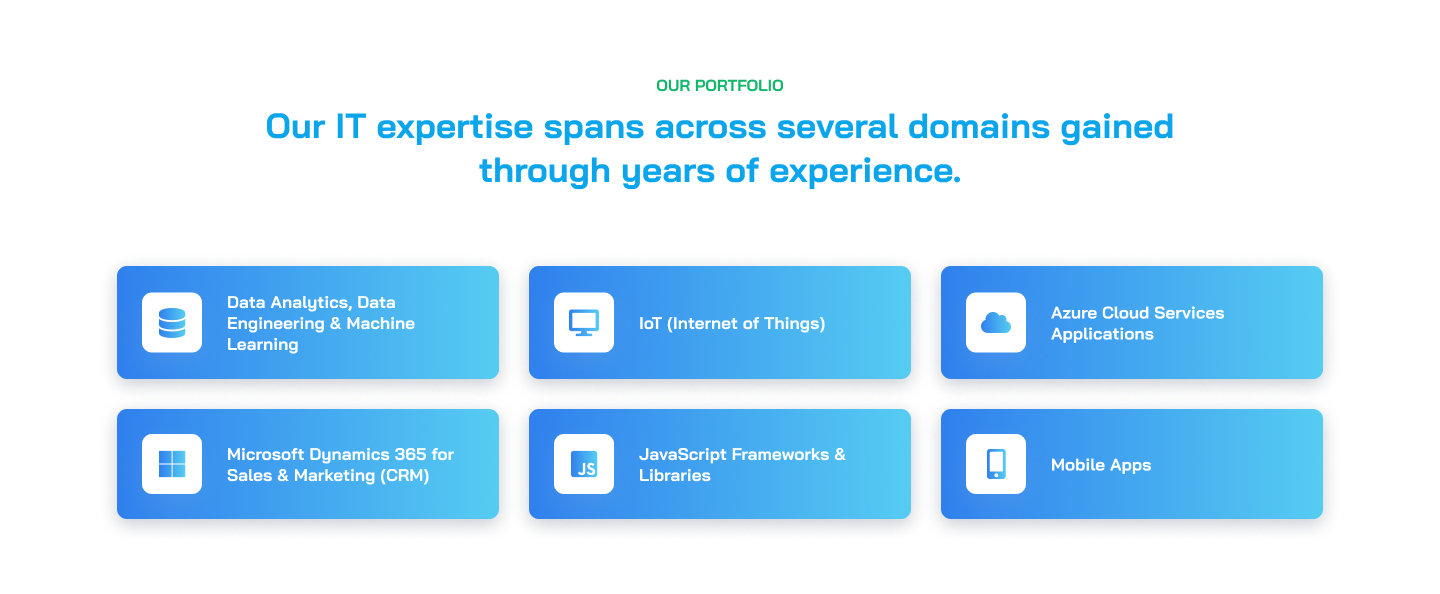 OUR PORTFOLIO
Our IT expertise spans across several domains gained
through years of experience.
Data Analytics, Data
Engineering & Machine
Learning
IoT (Internet of Things)
Azure Cloud Services
Applications
Microsoft Dynamics 365 for
Sales & Marketing (CRM)
JS
JavaScript Frameworks &
Libraries
Mobile Apps